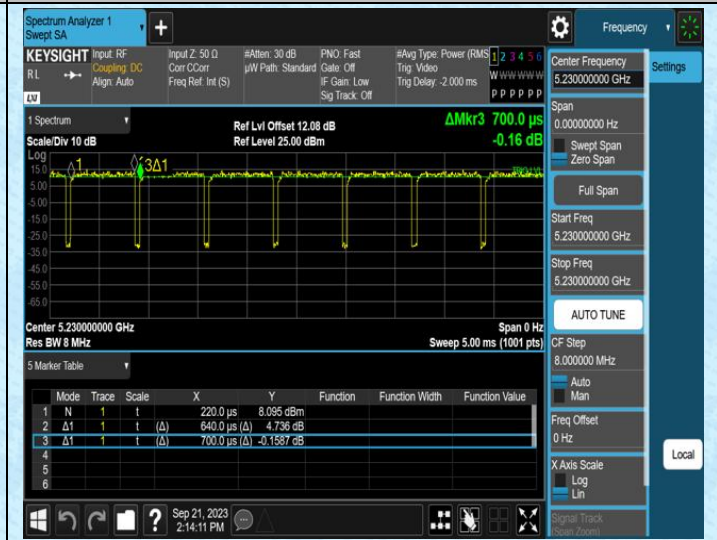 Spectrum Analyzer 1
Swept SA
+
Frequency
KEYSIGHT
RL
LXI
Input: RF
Coupling: DC
Align: Auto
Input Z: 50 Ω
Corr CCorr
Freq Ref: Int (S)
#Atten: 30 dB
µW Path: Standard
PNO: Fast
Gate: Off
IF Gain: Low
Sig Track: Off
#Avg Type: Power (RMS
Trig: Video
Trig Delay: -2.000 ms
1 2 3 4 5 6
W W W W W W
P P P P P P
1 Spectrum
Scale/Div 10 dB
Ref Lvl Offset 12.08 dB
Ref Level 25.00 dBm
ΔMkr3 700.0 µs
-0.16 dB
Log
15.0
5.00
-5.00
-15.0
-25.0
-35.0
-45.0
-55.0
-65.0
1
3Δ1
TRIG LVL
Center 5.230000000 GHz
Res BW 8 MHz
Span 0 Hz
Sweep 5.00 ms (1001 pts)
5 Marker Table
Mode Trace Scale X Y Function Function Width Function Value
1 N 1 t 220.0 µs 8.095 dBm
2 Δ1 1 t (Δ) 640.0 µs (Δ) 4.736 dB
3 Δ1 1 t (Δ) 700.0 µs (Δ) -0.1587 dB
4
5
6
?
Sep 21, 2023
2:14:11 PM
Center Frequency
5.230000000 GHz
Span
0.00000000 Hz
Swept Span
Zero Span
Full Span
Start Freq
5.230000000 GHz
Stop Freq
5.230000000 GHz
AUTO TUNE
CF Step
8.000000 MHz
Auto
Man
Freq Offset
0 Hz
X Axis Scale
Log
Lin
Signal Track
(Span Zoom)
Settings
Local